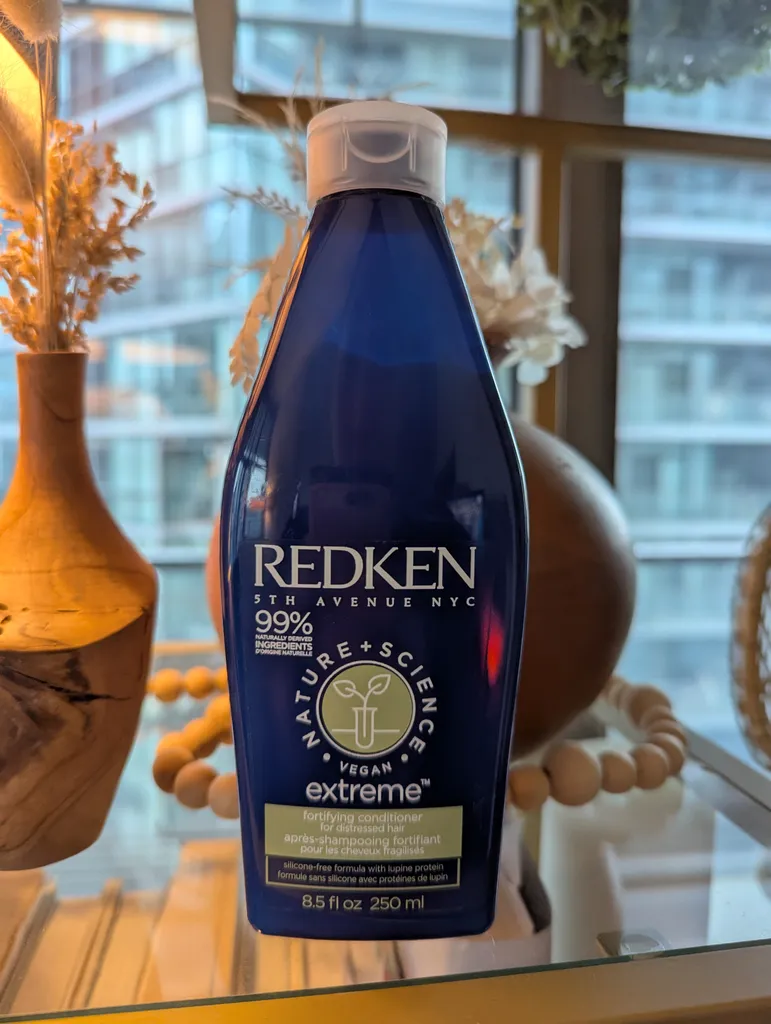 REDKEN
5TH AVENUE NYC
99%
NATURALLY DERIVED
INGREDIENTS
D'ORIGINE NATURELLE
NATURE + SCIENCE
• VEGAN •
extreme™
fortifying conditioner
for distressed hair
après-shampooing fortifiant
pour les cheveux fragilisés
silicone-free formula with lupine protein
formule sans silicone avec protéines de lupin
8.5 fl oz 250 ml